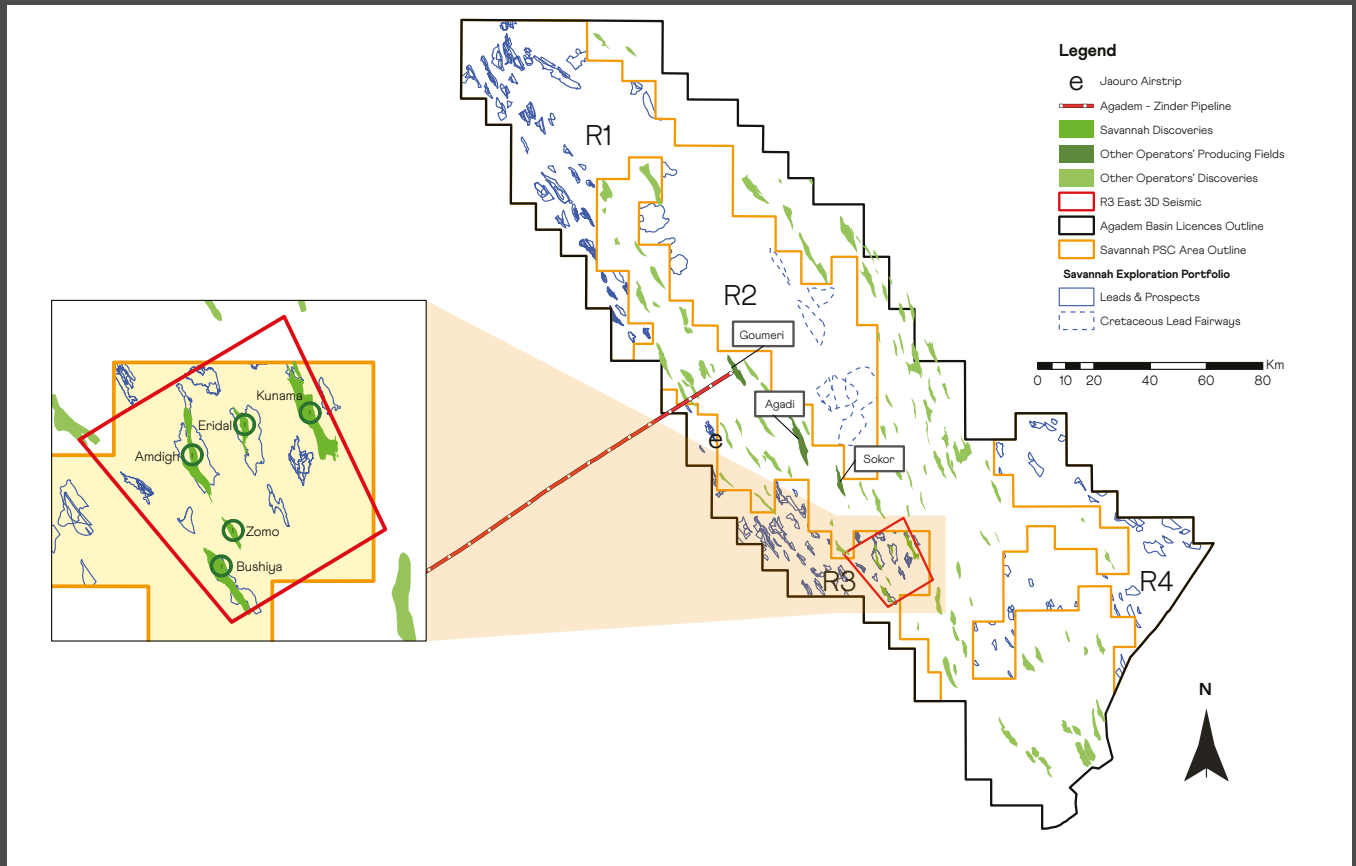 Legend
e Jaouro Airstrip
Agadem - Zinder Pipeline
Savannah Discoveries
Other Operators' Producing Fields
Other Operators' Discoveries
R3 East 3D Seismic
Agadem Basin Licences Outline
Savannah PSC Area Outline
Savannah Exploration Portfolio
Leads & Prospects
Cretaceous Lead Fairways
Km
0 10 20 40 60 80
R1
R2
Goumeri
Agadi
e
Sokor
R3
R4
N
Kunama
Eridal
Amdigh
Zomo
Bushiya